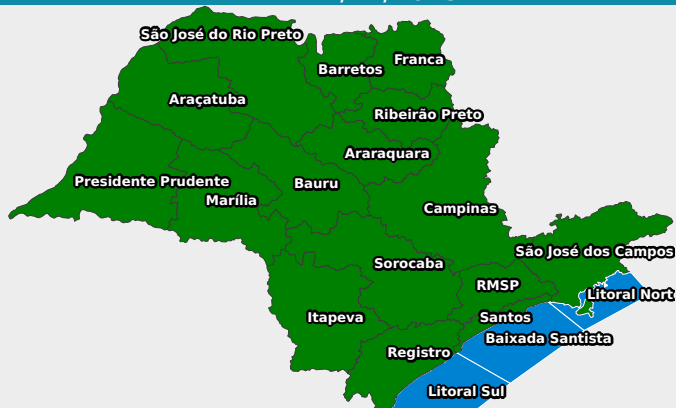 São José do Rio Preto
Franca
Barretos
Araçatuba
Ribeirão Preto
Araraquara
Presidente Prudente
Bauru
Marília
Campinas
São José dos Campos
Sorocaba
RMSP
Litoral Nort
Itapeva
Santos
Baixada Santista
Registro
Litoral Sul